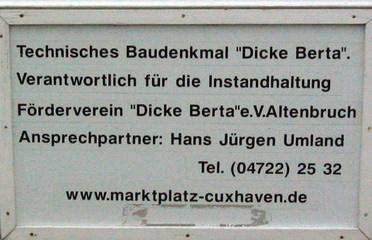 Technisches Baudenkmal "Dicke Berta".
Verantwortlich für die Instandhaltung
Förderverein "Dicke Berta"e.V.Altenbruch
Ansprechpartner: Hans Jürgen Umland
Tel. (04722) 25 32
www.marktplatz-cuxhaven.de